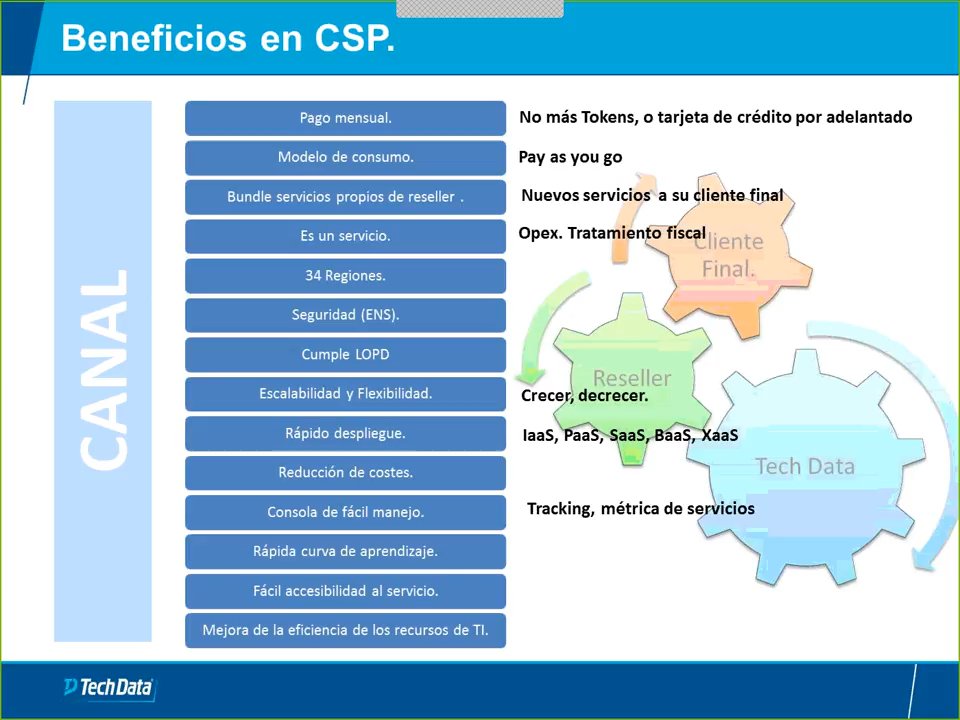 Beneficios en CSP.
CANAL
Pago mensual.
No más Tokens, o tarjeta de crédito por adelantado
Modelo de consumo.
Pay as you go
Bundle servicios propios de reseller .
Nuevos servicios a su cliente final
Es un servicio.
Opex. Tratamiento fiscal
Cliente
Final.
34 Regiones.
Seguridad (ENS).
Cumple LOPD
Reseller
Escalabilidad y Flexibilidad.
Crecer, decrecer.
Rápido despliegue.
IaaS, PaaS, SaaS, BaaS, XaaS
Tech Data
Reducción de costes.
Consola de fácil manejo.
Tracking, métrica de servicios
Rápida curva de aprendizaje.
Fácil accesibilidad al servicio.
Mejora de la eficiencia de los recursos de TI.
Tech Data